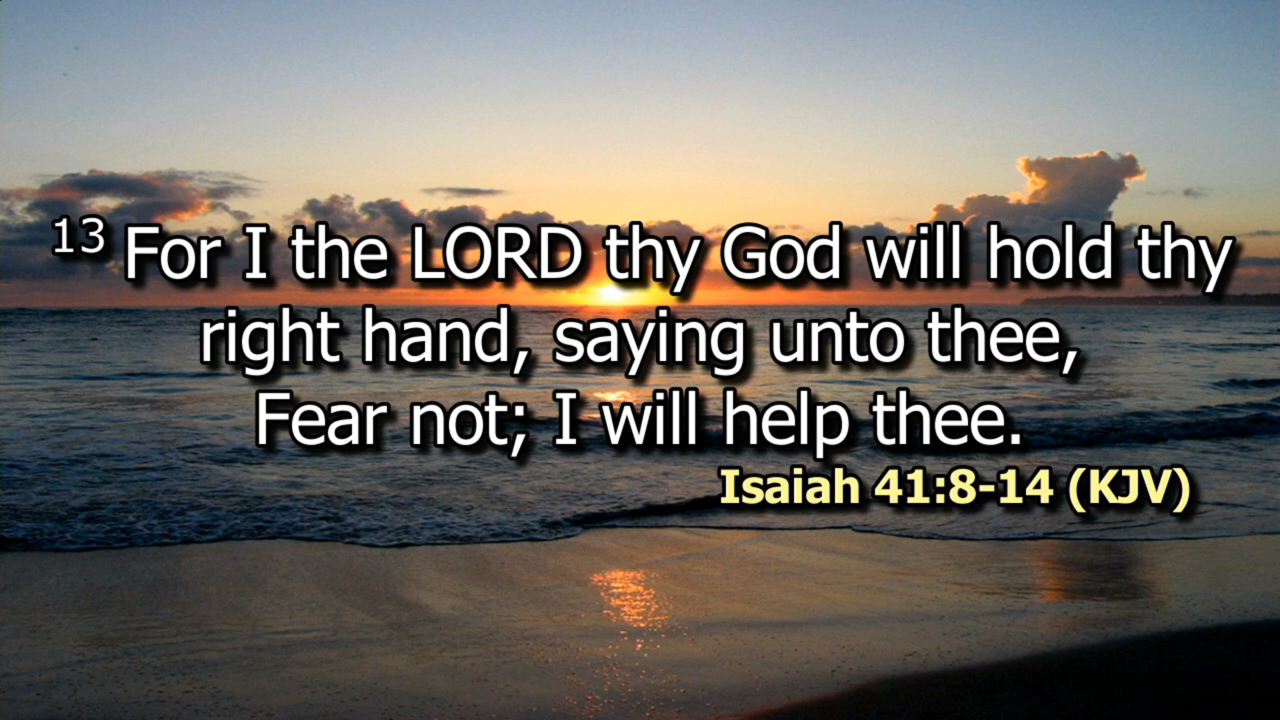 13 For I the LORD thy God will hold thy
right hand, saying unto thee,
Fear not; I will help thee.
Isaiah 41:8-14 (KJV)